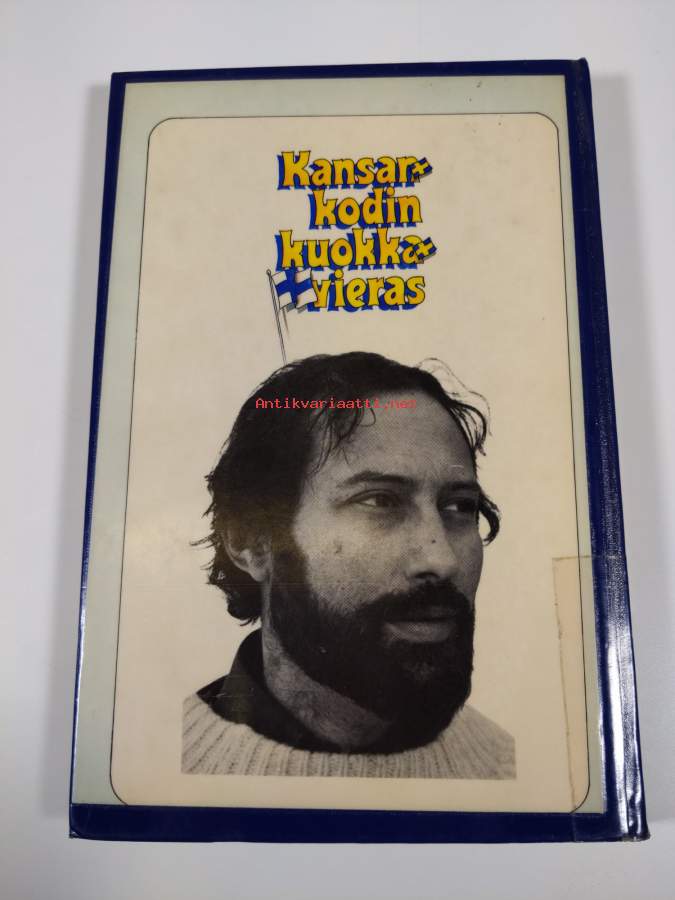 Kansan-
kodin
kuokka-
vieras
Antikvariaatti.net